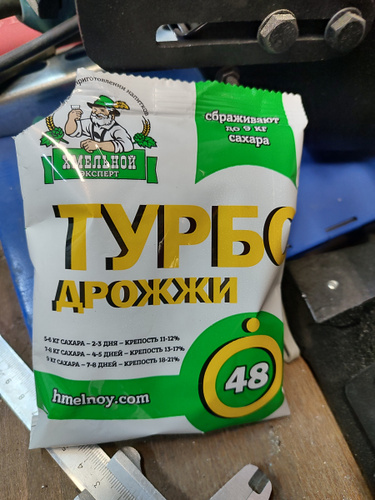 приготовления напитков
ХМЕЛЬНОЙ
ЭКСПЕРТ
сбраживают
до 9 кг
сахара
ТУРБО
ДРОЖЖИ
5-6 КГ САХАРА – 2-3 ДНЯ – КРЕПОСТЬ 11-12%
7-8 КГ САХАРА – 4-5 ДНЕЙ – КРЕПОСТЬ 13-17%
9 КГ САХАРА – 7-8 ДНЕЙ – КРЕПОСТЬ 18-21%
48
hmelnoy.com